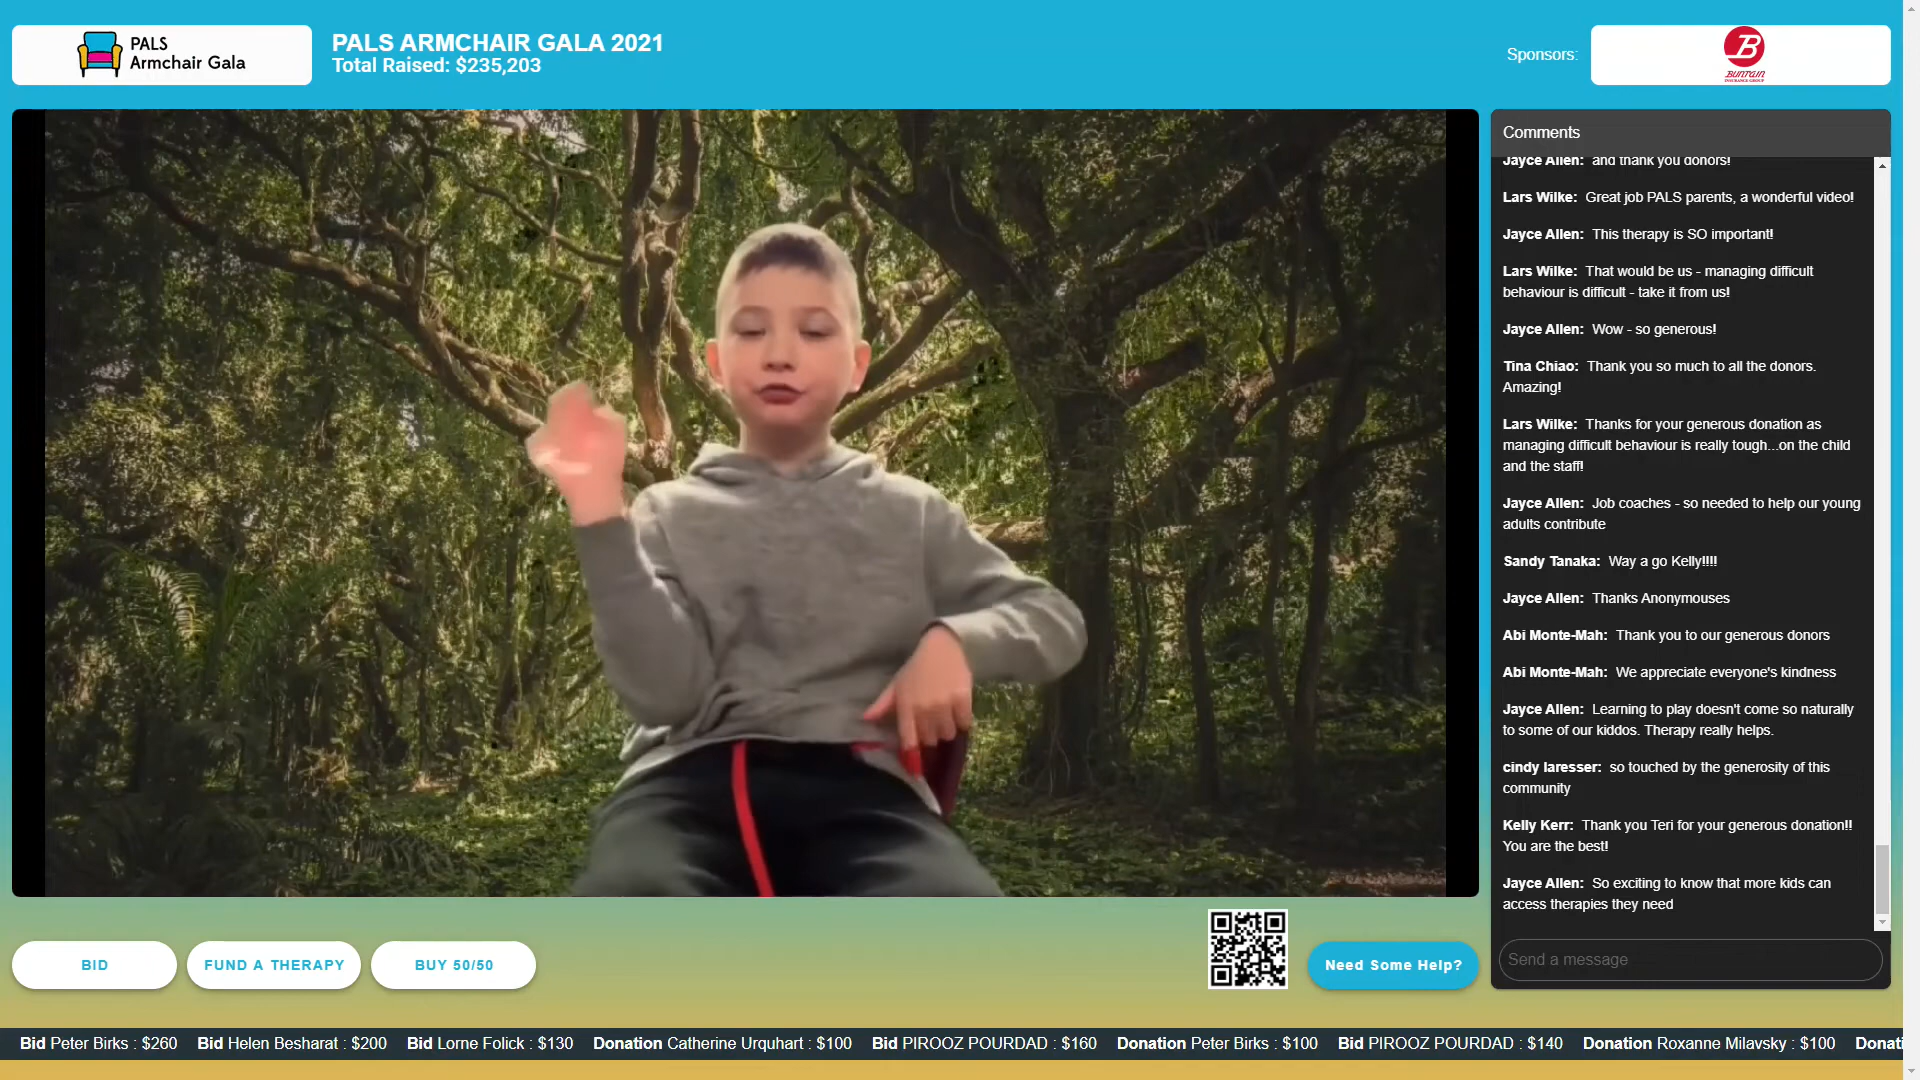 PALS
Armchair Gala
PALS ARMCHAIR GALA 2021
Total Raised: $235,203
Sponsors:
B
BUNTAIN
INSURANCE GROUP
Comments
Jayce Allen: and thank you donors!
Lars Wilke: Great job PALS parents, a wonderful video!
Jayce Allen: This therapy is SO important!
Lars Wilke: That would be us - managing difficult
behaviour is difficult - take it from us!
Jayce Allen: Wow - so generous!
Tina Chiao: Thank you so much to all the donors.
Amazing!
Lars Wilke: Thanks for your generous donation as
managing difficult behaviour is really tough...on the child
and the staff!
Jayce Allen: Job coaches - so needed to help our young
adults contribute
Sandy Tanaka: Way a go Kelly!!!!
Jayce Allen: Thanks Anonymouses
Abi Monte-Mah: Thank you to our generous donors
Abi Monte-Mah: We appreciate everyone's kindness
Jayce Allen: Learning to play doesn't come so naturally
to some of our kiddos. Therapy really helps.
cindy laresser: so touched by the generosity of this
community
Kelly Kerr: Thank you Teri for your generous donation!!
You are the best!
Jayce Allen: So exciting to know that more kids can
access therapies they need
Send a message
BID
FUND A THERAPY
BUY 50/50
Need Some Help?
Bid Peter Birks : $260 Bid Helen Besharat : $200 Bid Lorne Folick : $130 Donation Catherine Urquhart : $100 Bid PIROOZ POURDAD : $160 Donation Peter Birks : $100 Bid PIROOZ POURDAD : $140 Donation Roxanne Milavsky : $100 Donati